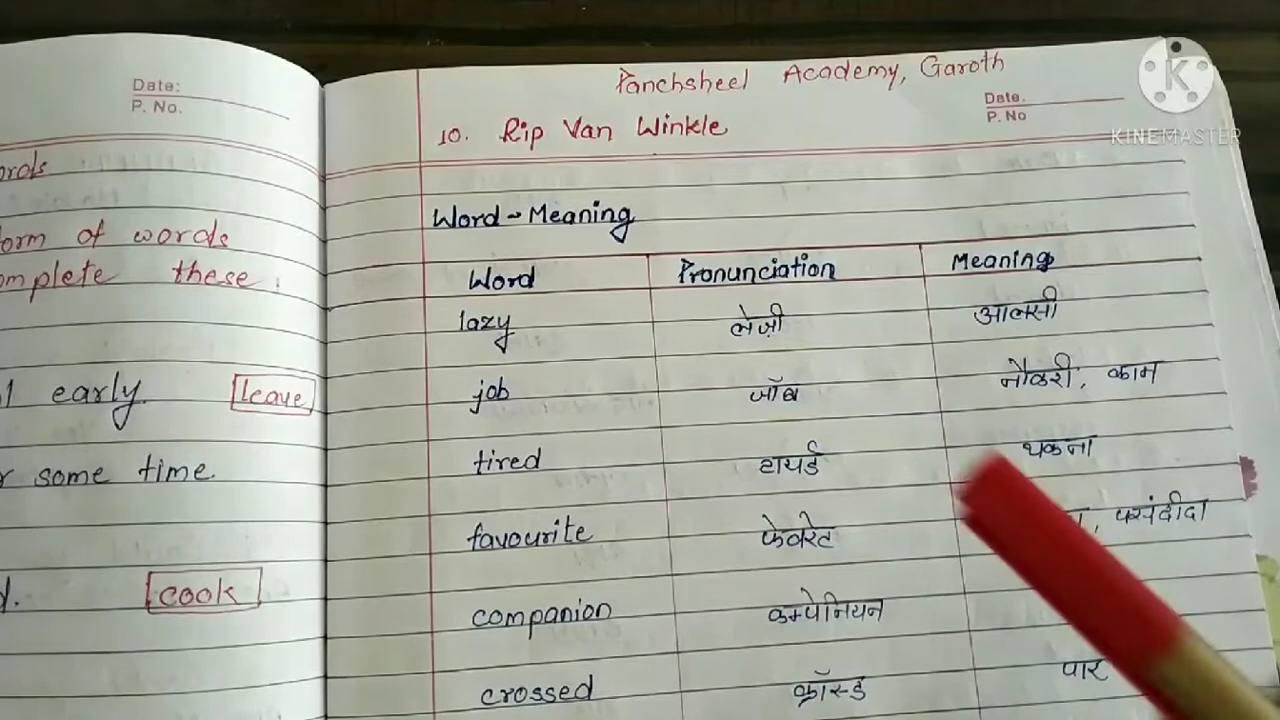 Date:
P. No.
ords
form of words
omplete these
l early. leave
r some time.
d. cook
Panchsheel Academy, Garoth
Date.
P. No
10. Rip Van Winkle
Word - Meaning
Word Pronunciation Meaning
lazy लेज़ी आलसी
job जॉब नौकरी, काम
tired टायर्ड थकना
favourite फेवरेट , पसंदीदा
companion कम्पेनियन
crossed क्रॉस्ड पार
KINEMASTER